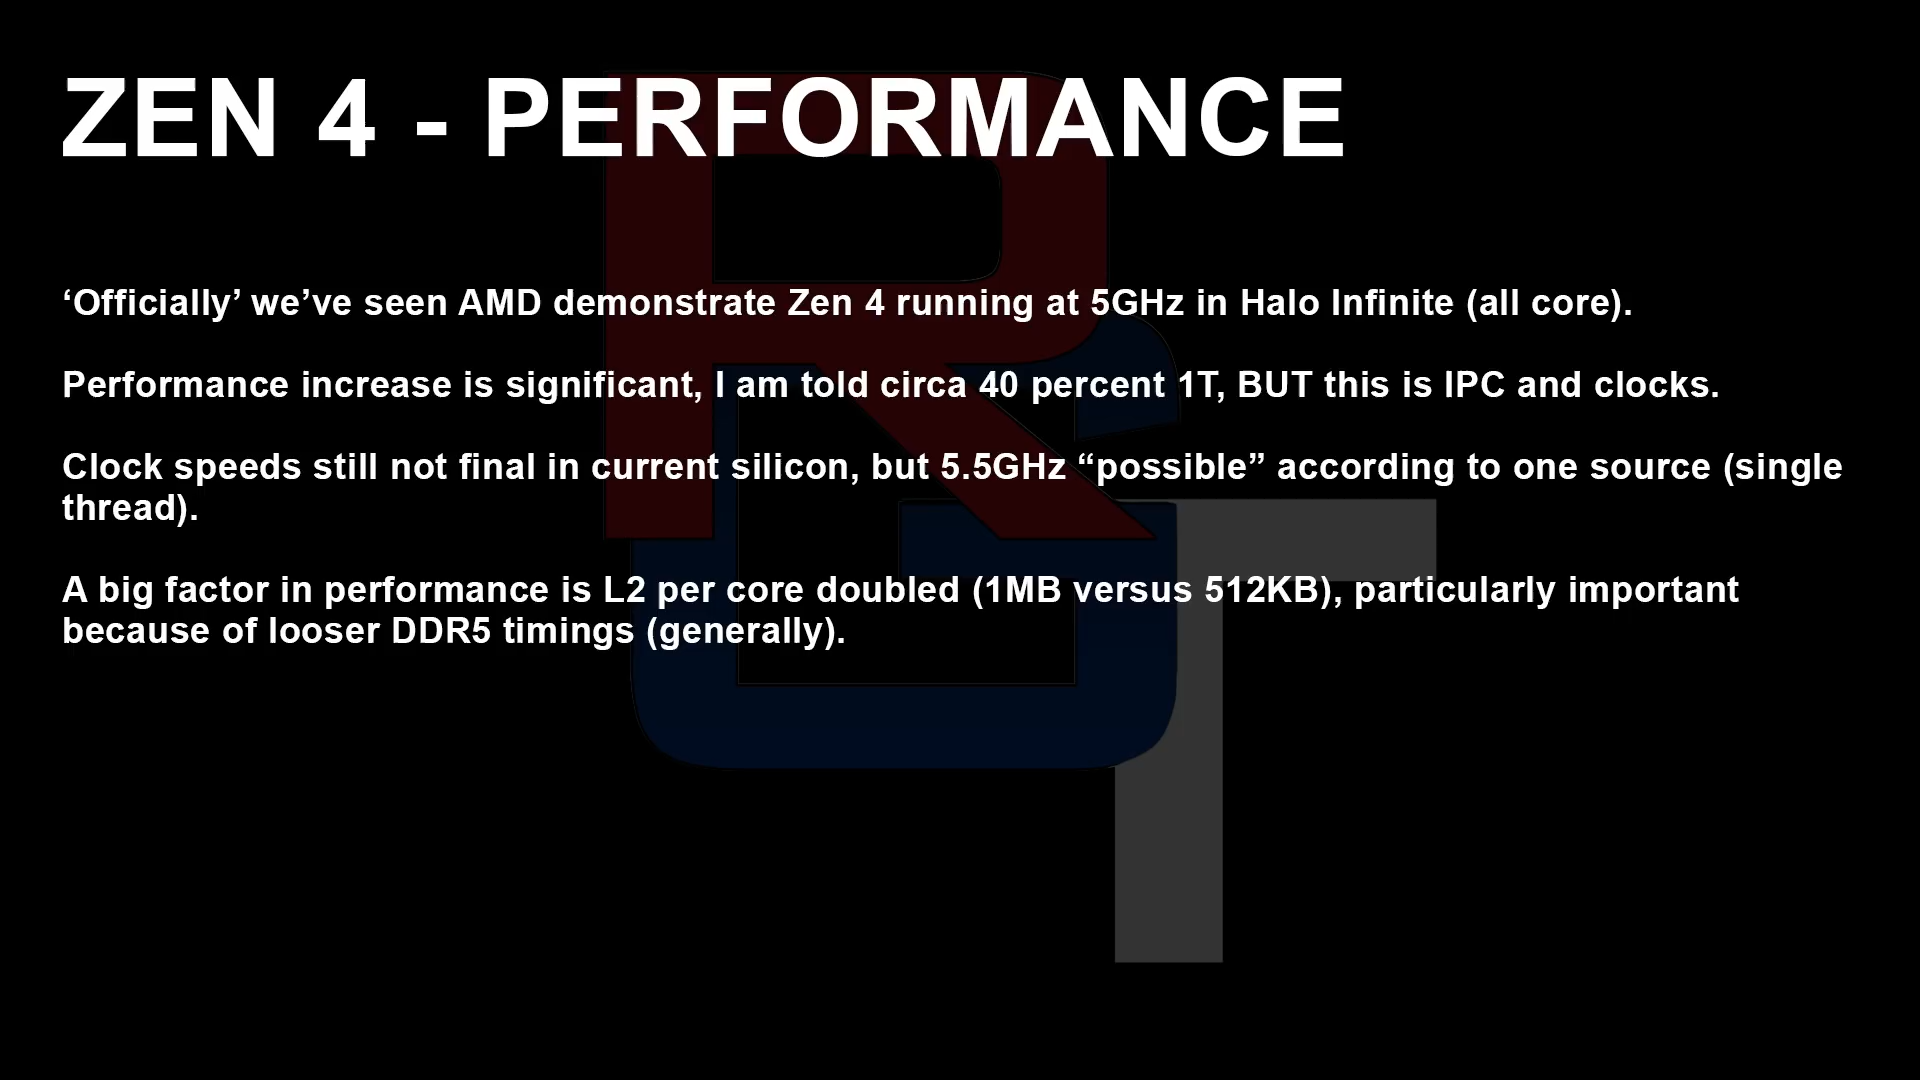 ZEN 4 - PERFORMANCE
‘Officially’ we’ve seen AMD demonstrate Zen 4 running at 5GHz in Halo Infinite (all core).
Performance increase is significant, I am told circa 40 percent 1T, BUT this is IPC and clocks.
Clock speeds still not final in current silicon, but 5.5GHz “possible” according to one source (single
thread).
A big factor in performance is L2 per core doubled (1MB versus 512KB), particularly important
because of looser DDR5 timings (generally).
RGT